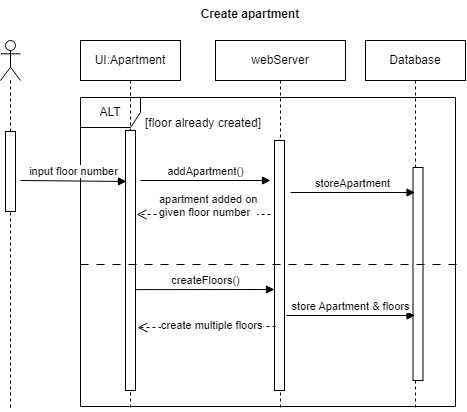 Create apartment
UI:Apartment
webServer
Database
ALT
[floor already created]
input floor number
addApartment()
storeApartment
apartment added on
given floor number
createFloors()
store Apartment & floors
create multiple floors